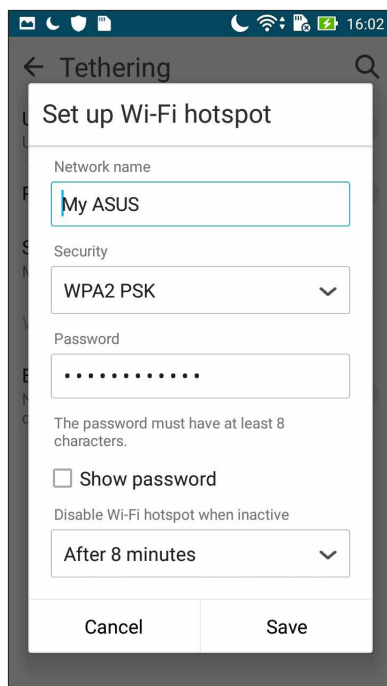 16:02
Tethering
Set up Wi-Fi hotspot
Network name
My ASUS
Security
WPA2 PSK
Password
••••••••••••
The password must have at least 8
characters.
Show password
Disable Wi-Fi hotspot when inactive
After 8 minutes
Cancel
Save